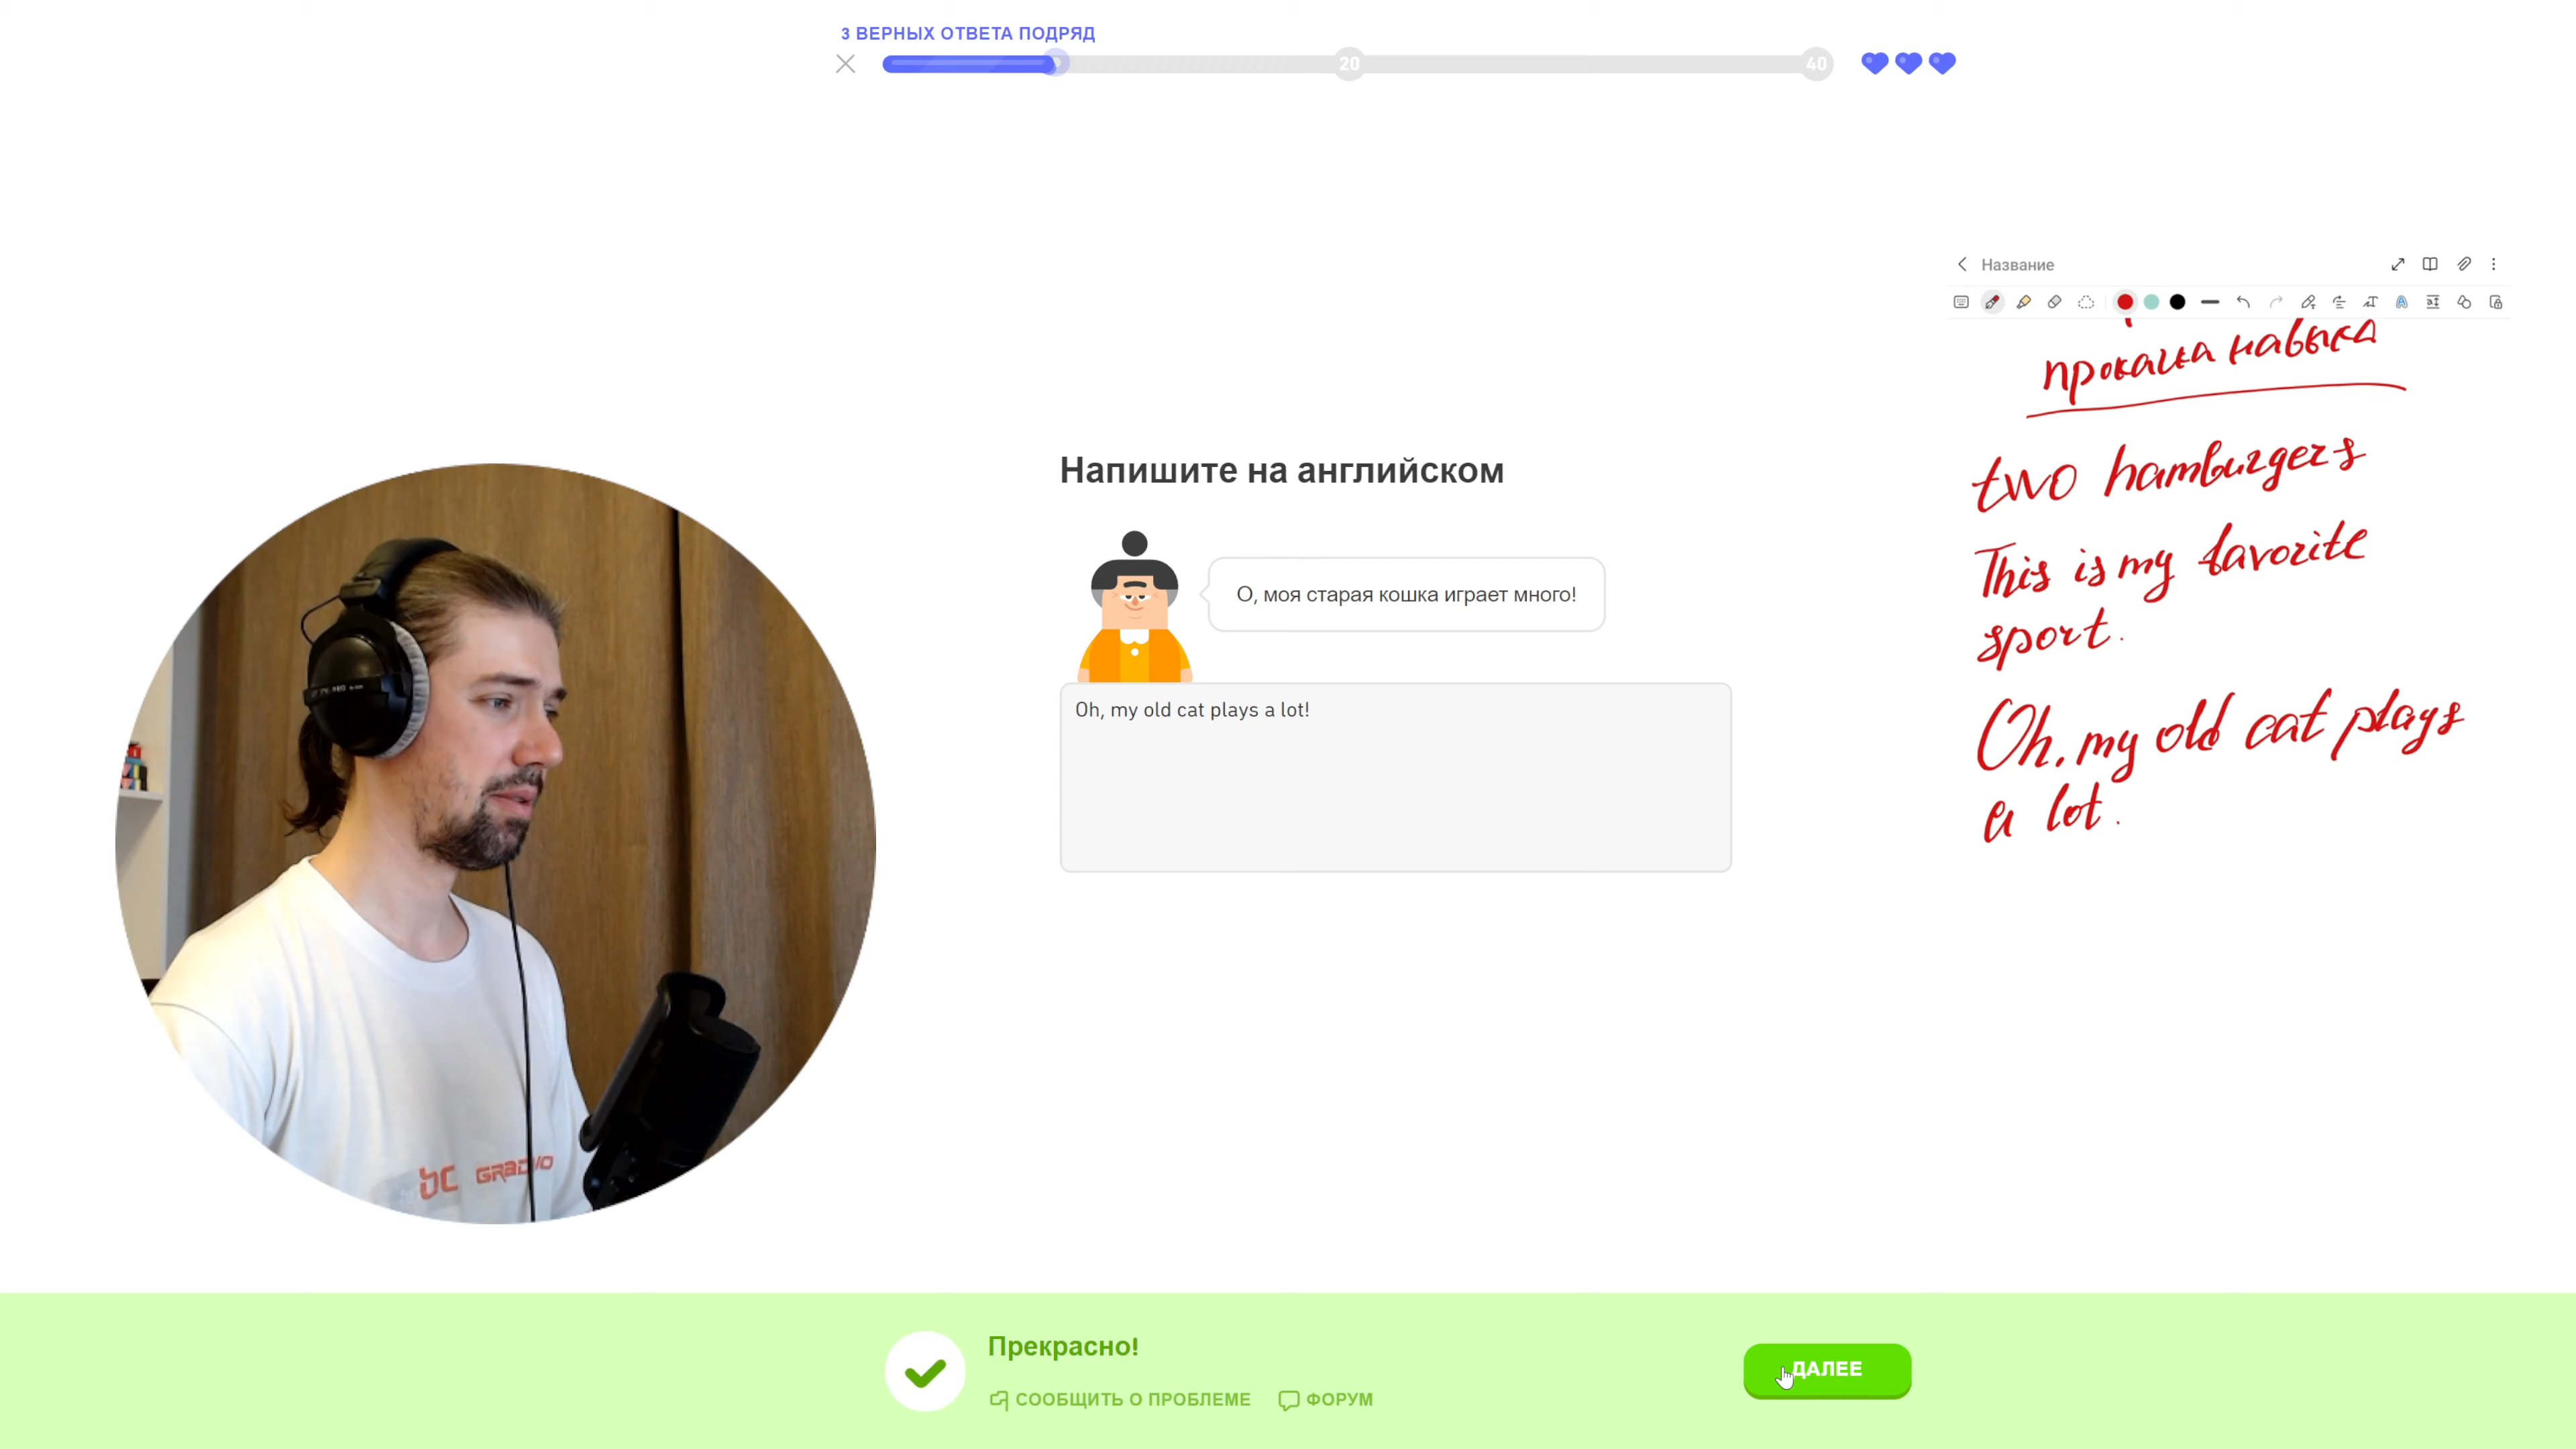 3 ВЕРНЫХ ОТВЕТА ПОДРЯД
20
40
Название
прокачка навыка
two hamburgers
This is my favorite
sport.
Oh, my old cat plays
a lot.
Напишите на английском
О, моя старая кошка играет много!
Oh, my old cat plays a lot!
Прекрасно!
СООБЩИТЬ О ПРОБЛЕМЕ
ФОРУМ
ДАЛЕЕ